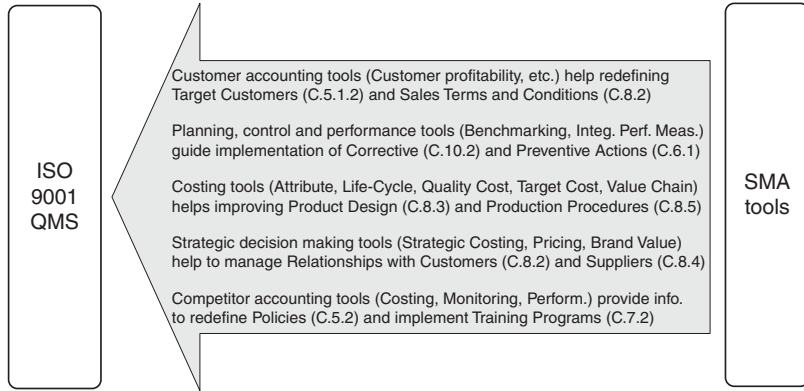 ISO
9001
QMS
Customer accounting tools (Customer profitability, etc.) help redefining
Target Customers (C.5.1.2) and Sales Terms and Conditions (C.8.2)
Planning, control and performance tools (Benchmarking, Integ. Perf. Meas.)
guide implementation of Corrective (C.10.2) and Preventive Actions (C.6.1)
Costing tools (Attribute, Life-Cycle, Quality Cost, Target Cost, Value Chain)
helps improving Product Design (C.8.3) and Production Procedures (C.8.5)
Strategic decision making tools (Strategic Costing, Pricing, Brand Value)
help to manage Relationships with Customers (C.8.2) and Suppliers (C.8.4)
Competitor accounting tools (Costing, Monitoring, Perform.) provide info.
to redefine Policies (C.5.2) and implement Training Programs (C.7.2)
SMA
tools